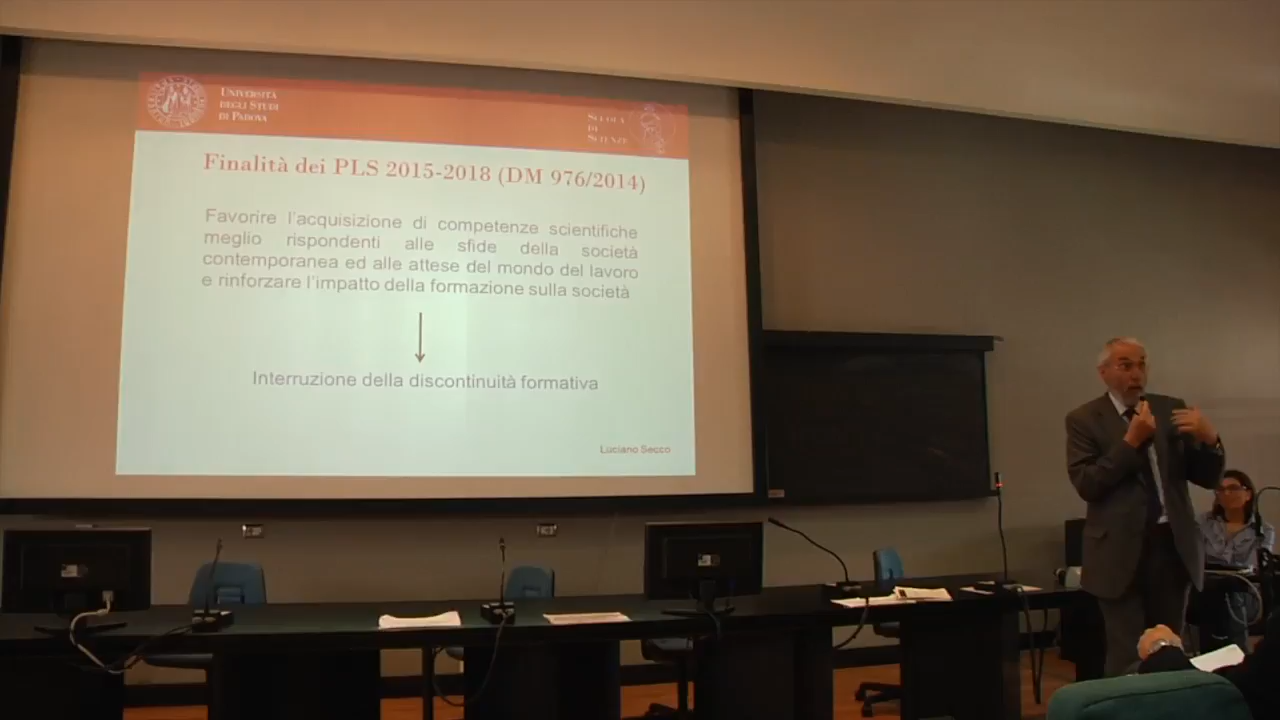 UNIVERSITÀ
DEGLI STUDI
DI PADOVA
SCUOLA
DI
SCIENZE
Finalità dei PLS 2015-2018 (DM 976/2014)
Favorire l'acquisizione di competenze scientifiche
meglio rispondenti alle sfide della società
contemporanea ed alle attese del mondo del lavoro
e rinforzare l'impatto della formazione sulla società
Interruzione della discontinuità formativa
Luciano Secco